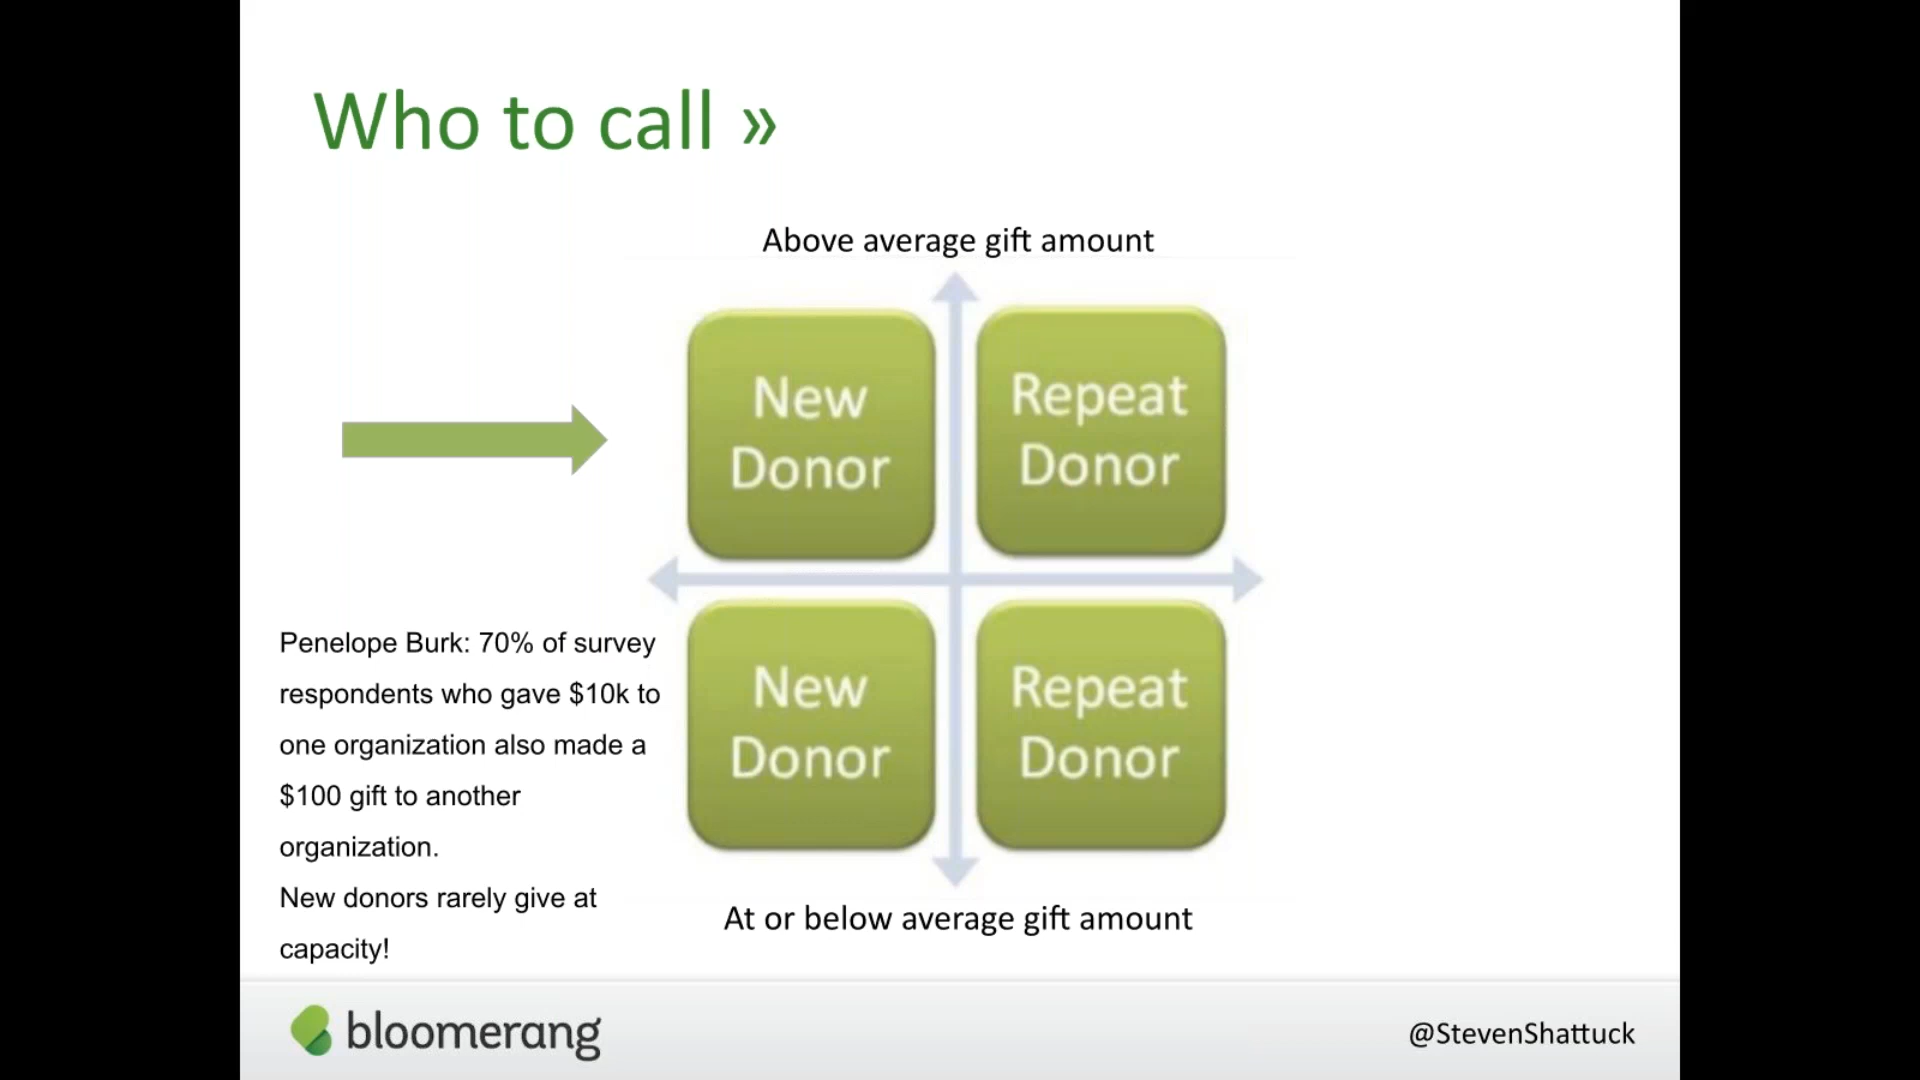 Who to call »
Above average gift amount
New
Donor
Repeat
Donor
New
Donor
Repeat
Donor
At or below average gift amount
Penelope Burk: 70% of survey
respondents who gave $10k to
one organization also made a
$100 gift to another
organization.
New donors rarely give at
capacity!
bloomerang
@StevenShattuck